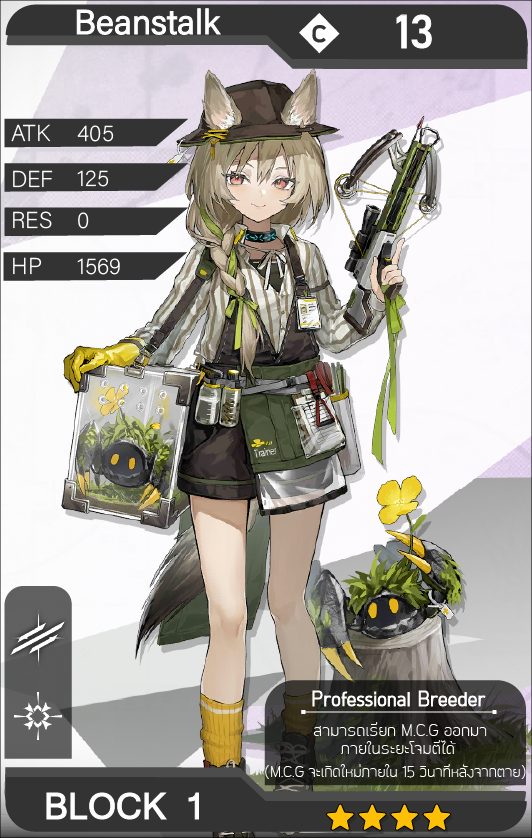 Beanstalk
C
13
ATK 405
DEF 125
RES 0
HP 1569
Trainer
Professional Breeder
สามารถเรียก M.C.G ออกมา
ภายในระยะโจมตีได้
(M.C.G จะเกิดใหม่ภายใน 15 วินาทีหลังจากตาย)
BLOCK 1